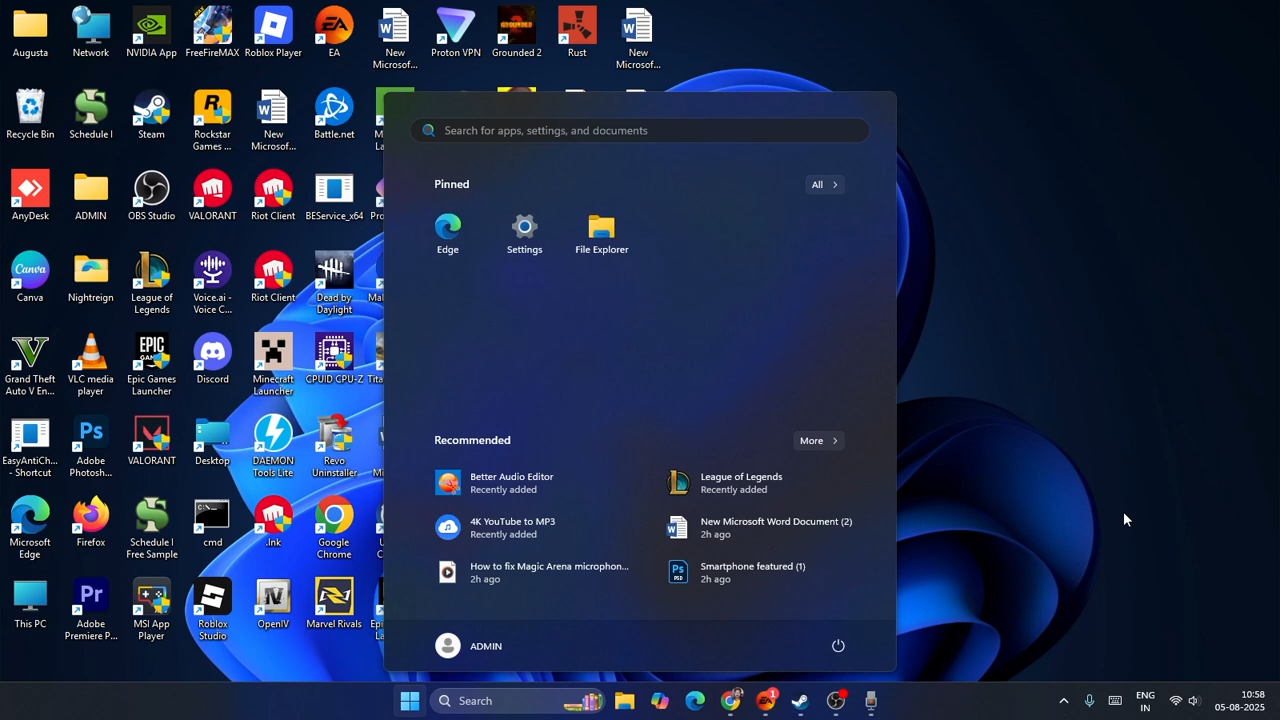 Augusta
Network
NVIDIA App
FreeFireMAX
Roblox Player
EA
New
Microsof...
Proton VPN
Grounded 2
Rust
New
Microsof...
Recycle Bin
Schedule I
Steam
Rockstar
Games ...
New
Microsof...
Battle.net
AnyDesk
ADMIN
OBS Studio
VALORANT
Riot Client
BEService_x64
Canva
Nightreign
League of
Legends
Voice.ai -
Voice C...
Riot Client
Dead by
Daylight
Grand Theft
Auto V En...
VLC media
player
Epic Games
Launcher
Discord
Minecraft
Launcher
CPUID CPU-Z
EasyAntiCh...
- Shortcut
Adobe
Photosh...
VALORANT
Desktop
DAEMON
Tools Lite
Revo
Uninstaller
Microsoft
Edge
Firefox
Schedule I
Free Sample
cmd
.lnk
Google
Chrome
This PC
Adobe
Premiere P...
MSI App
Player
Roblox
Studio
OpenIV
Marvel Rivals
Search for apps, settings, and documents
Pinned
All
Edge
Settings
File Explorer
Recommended
More
Better Audio Editor
Recently added
League of Legends
Recently added
4K YouTube to MP3
Recently added
New Microsoft Word Document (2)
2h ago
How to fix Magic Arena microphon...
2h ago
Smartphone featured (1)
2h ago
ADMIN
Search
1
ENG
IN
10:58
05-08-2025